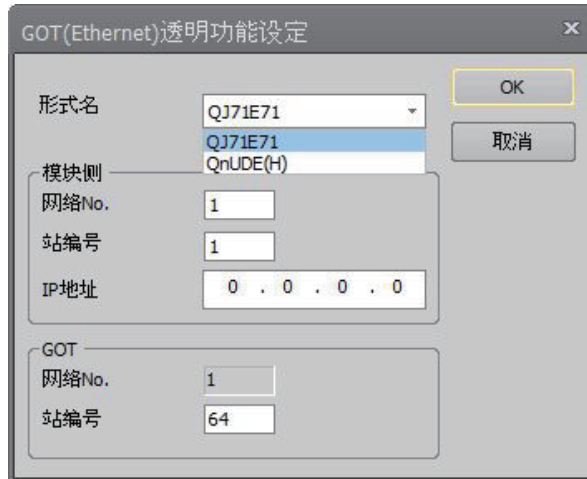 GOT(Ethernet)透明功能设定
形式名
QJ71E71
OK
QJ71E71
QnUDE(H)
取消
模块侧
网络No.
1
站编号
1
IP地址
0 . 0 . 0 . 0
GOT
网络No.
1
站编号
64